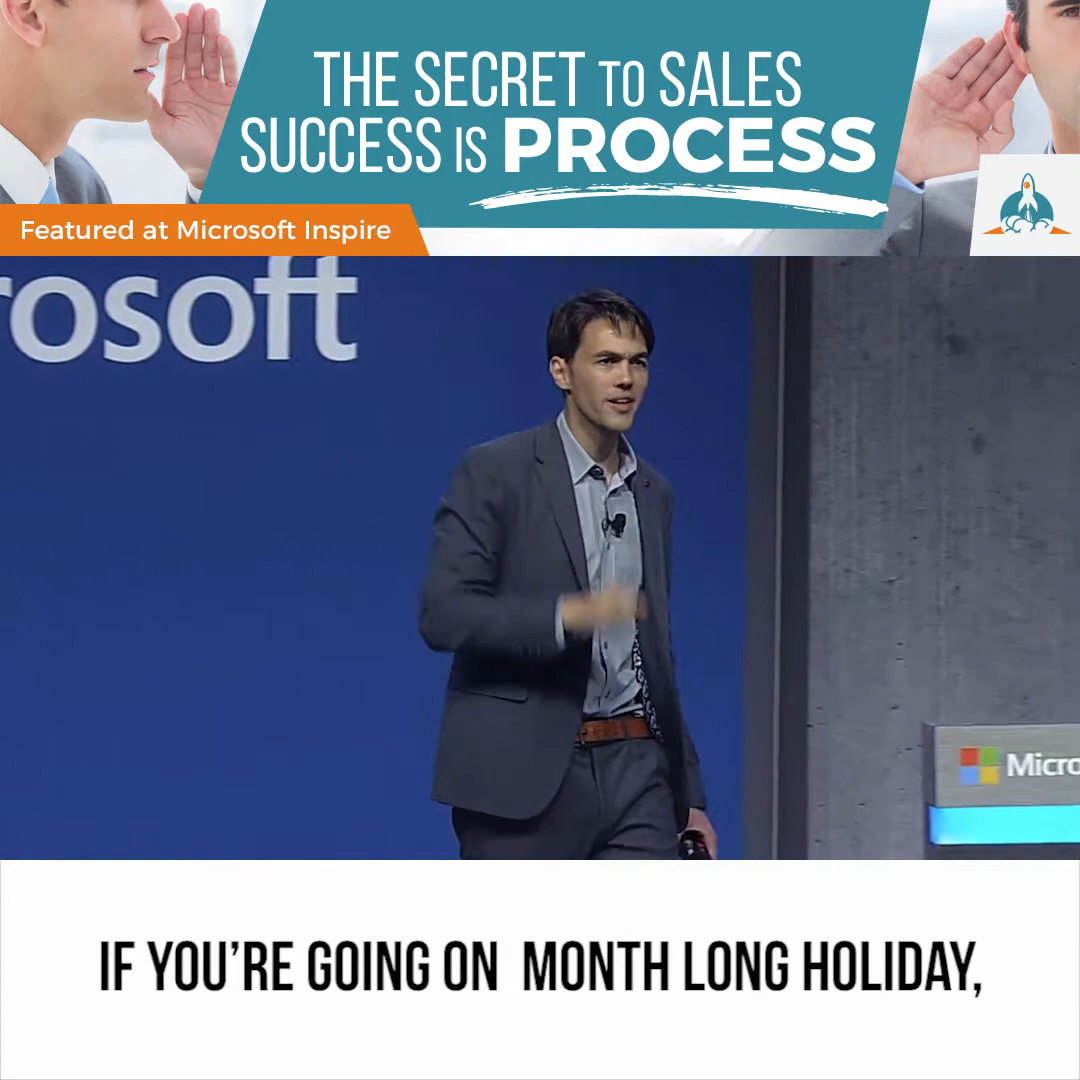 THE SECRET TO SALES
SUCCESS IS PROCESS
Featured at Microsoft Inspire
rosoft
Micro
IF YOU'RE GOING ON MONTH LONG HOLIDAY,